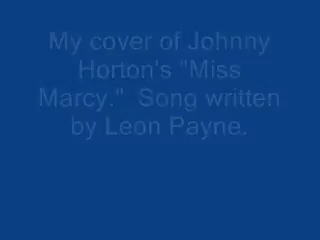 My cover of Johnny
Horton's "Miss
Marcy."  Song written
by Leon Payne.